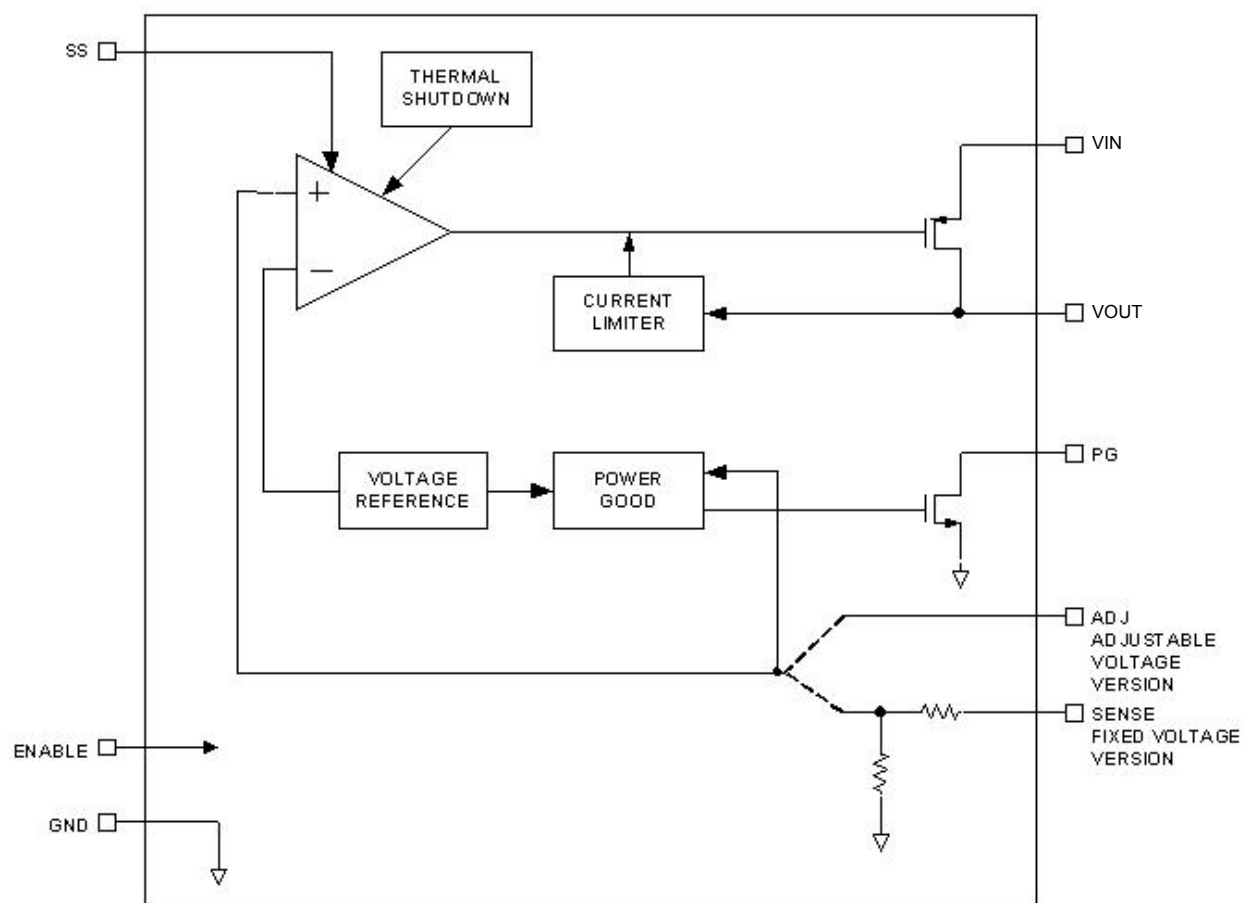 SS
THERMAL
SHUTDOWN
VIN
+
−
CURRENT
LIMITER
VOUT
VOLTAGE
REFERENCE
POWER
GOOD
PG
ADJ
ADJUSTABLE
VOLTAGE
VERSION
SENSE
FIXED VOLTAGE
VERSION
ENABLE
GND